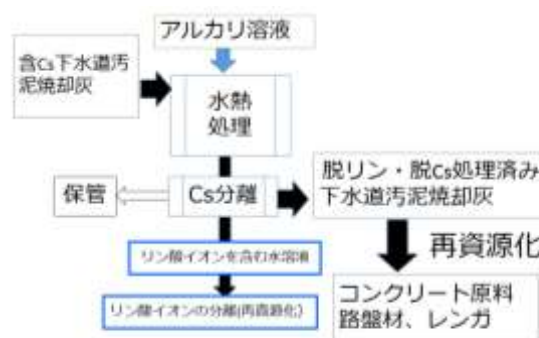 アルカリ溶液
含Cs下水道汚
泥焼却灰
水熱
処理
保管
Cs分離
脱リン・脱Cs処理済み
下水道汚泥焼却灰
リン酸イオンを含む水溶液
再資源化
リン酸イオンの分離(再資源化)
コンクリート原料
路盤材、レンガ